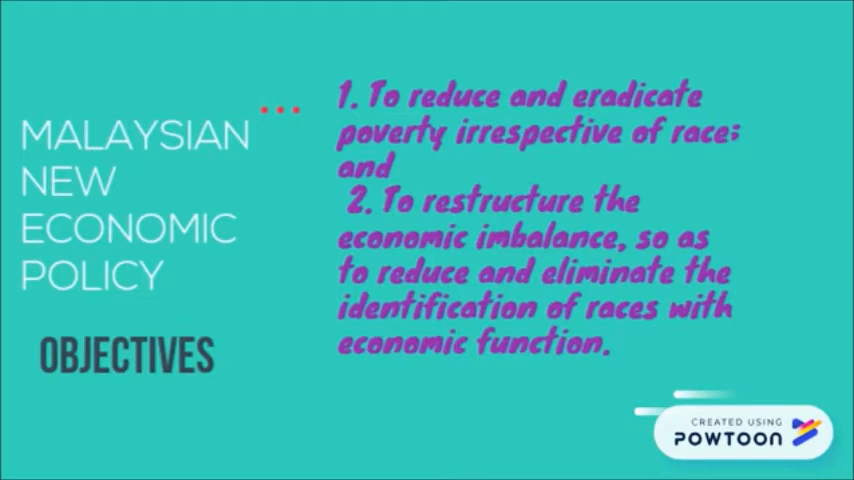 MALAYSIAN
NEW
ECONOMIC
POLICY
OBJECTIVES
...
1. To reduce and eradicate
poverty irrespective of race;
and
2. To restructure the
economic imbalance, so as
to reduce and eliminate the
identification of races with
economic function.
CREATED USING
POWTOON